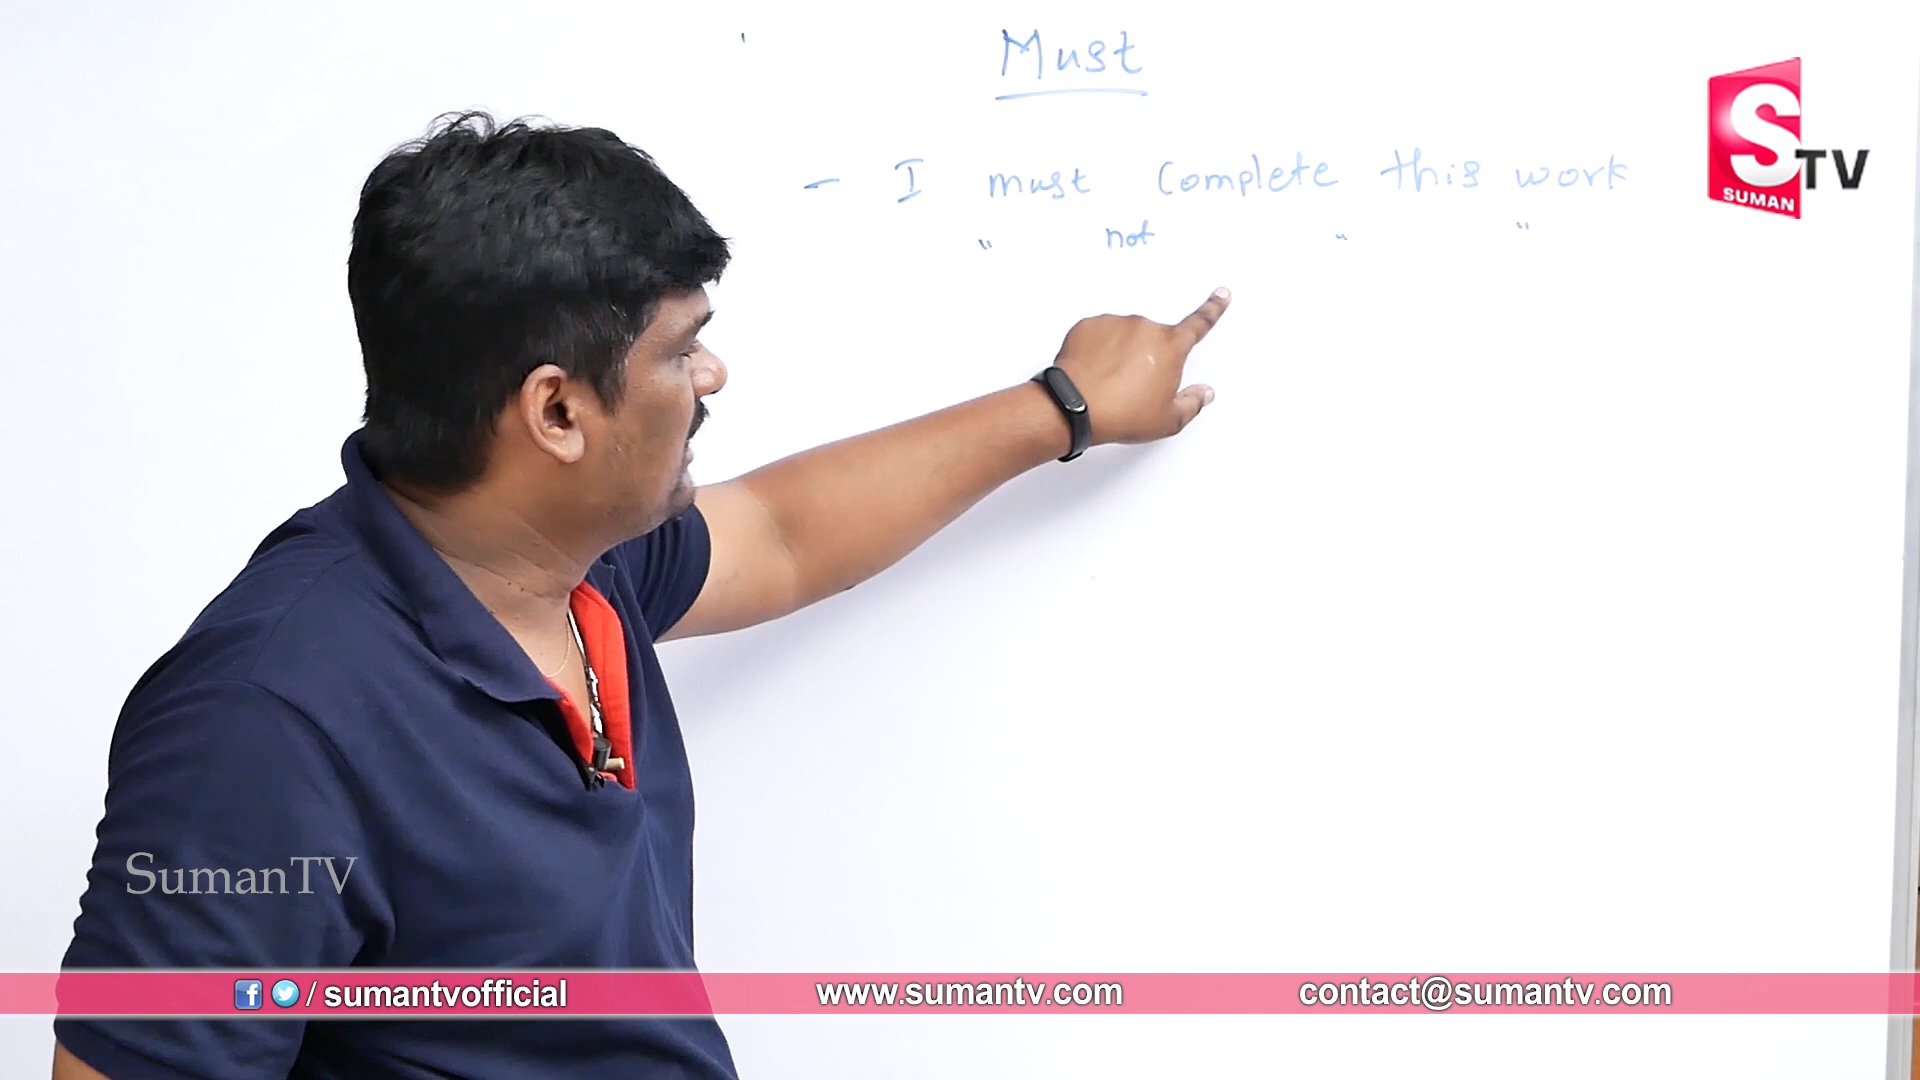 Must
- I must complete this work
" not " "
S TV
SUMAN
SumanTV
/ sumantvofficial www.sumantv.com contact@sumantv.com